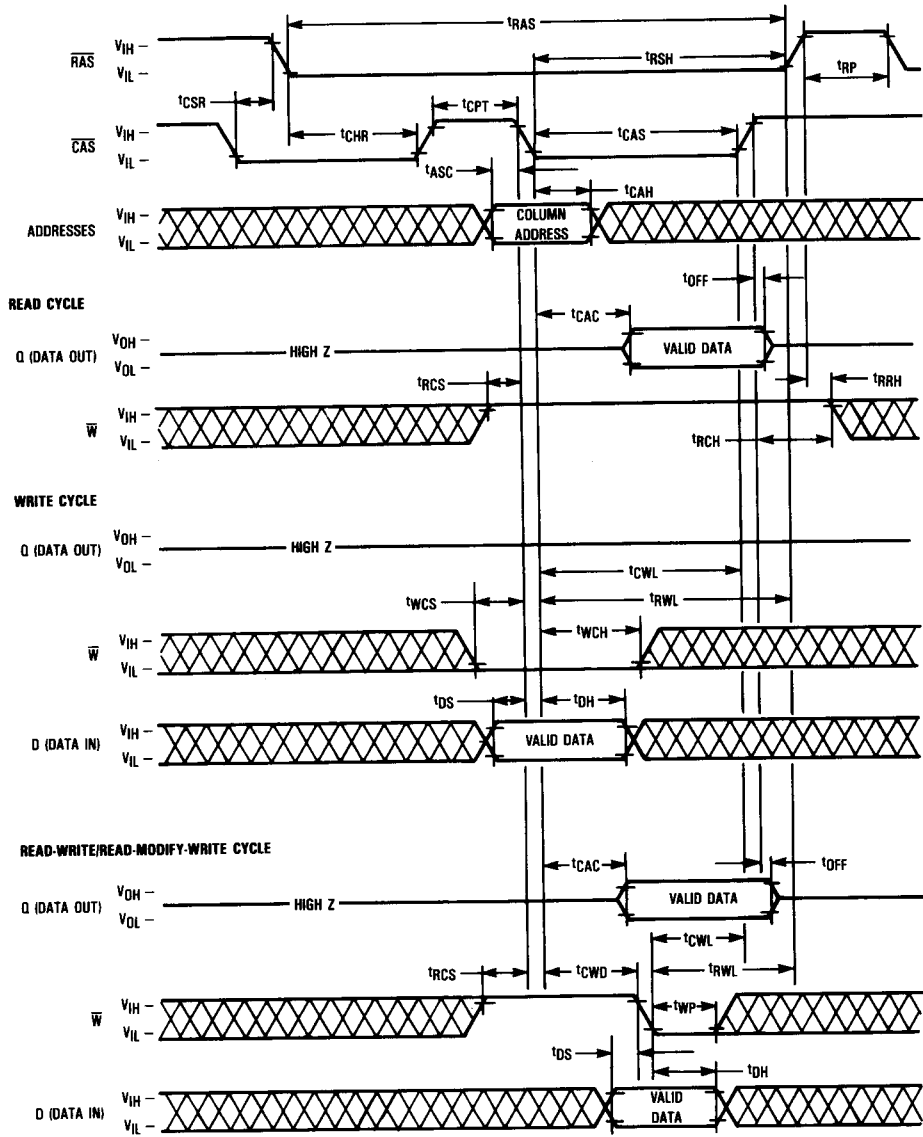 tRAS
RAS
VIH
VIL
tRSH
tRP
tCSR
tCPT
CAS
VIH
VIL
tCHR
tCAS
tASC
tCAH
ADDRESSES
VIH
VIL
COLUMN
ADDRESS
tOFF
READ CYCLE
tCAC
Q (DATA OUT)
VOH
VOL
HIGH Z
VALID DATA
tRCS
tRRH
W
VIH
VIL
tRCH
WRITE CYCLE
Q (DATA OUT)
VOH
VOL
HIGH Z
tCWL
tWCS
tRWL
tWCH
W
VIH
VIL
tDS
tDH
D (DATA IN)
VIH
VIL
VALID DATA
READ-WRITE/READ-MODIFY-WRITE CYCLE
tCAC
tOFF
Q (DATA OUT)
VOH
VOL
HIGH Z
VALID DATA
tCWL
tRCS
tCWD
tRWL
W
VIH
VIL
tWP
tDS
tDH
D (DATA IN)
VIH
VIL
VALID
DATA